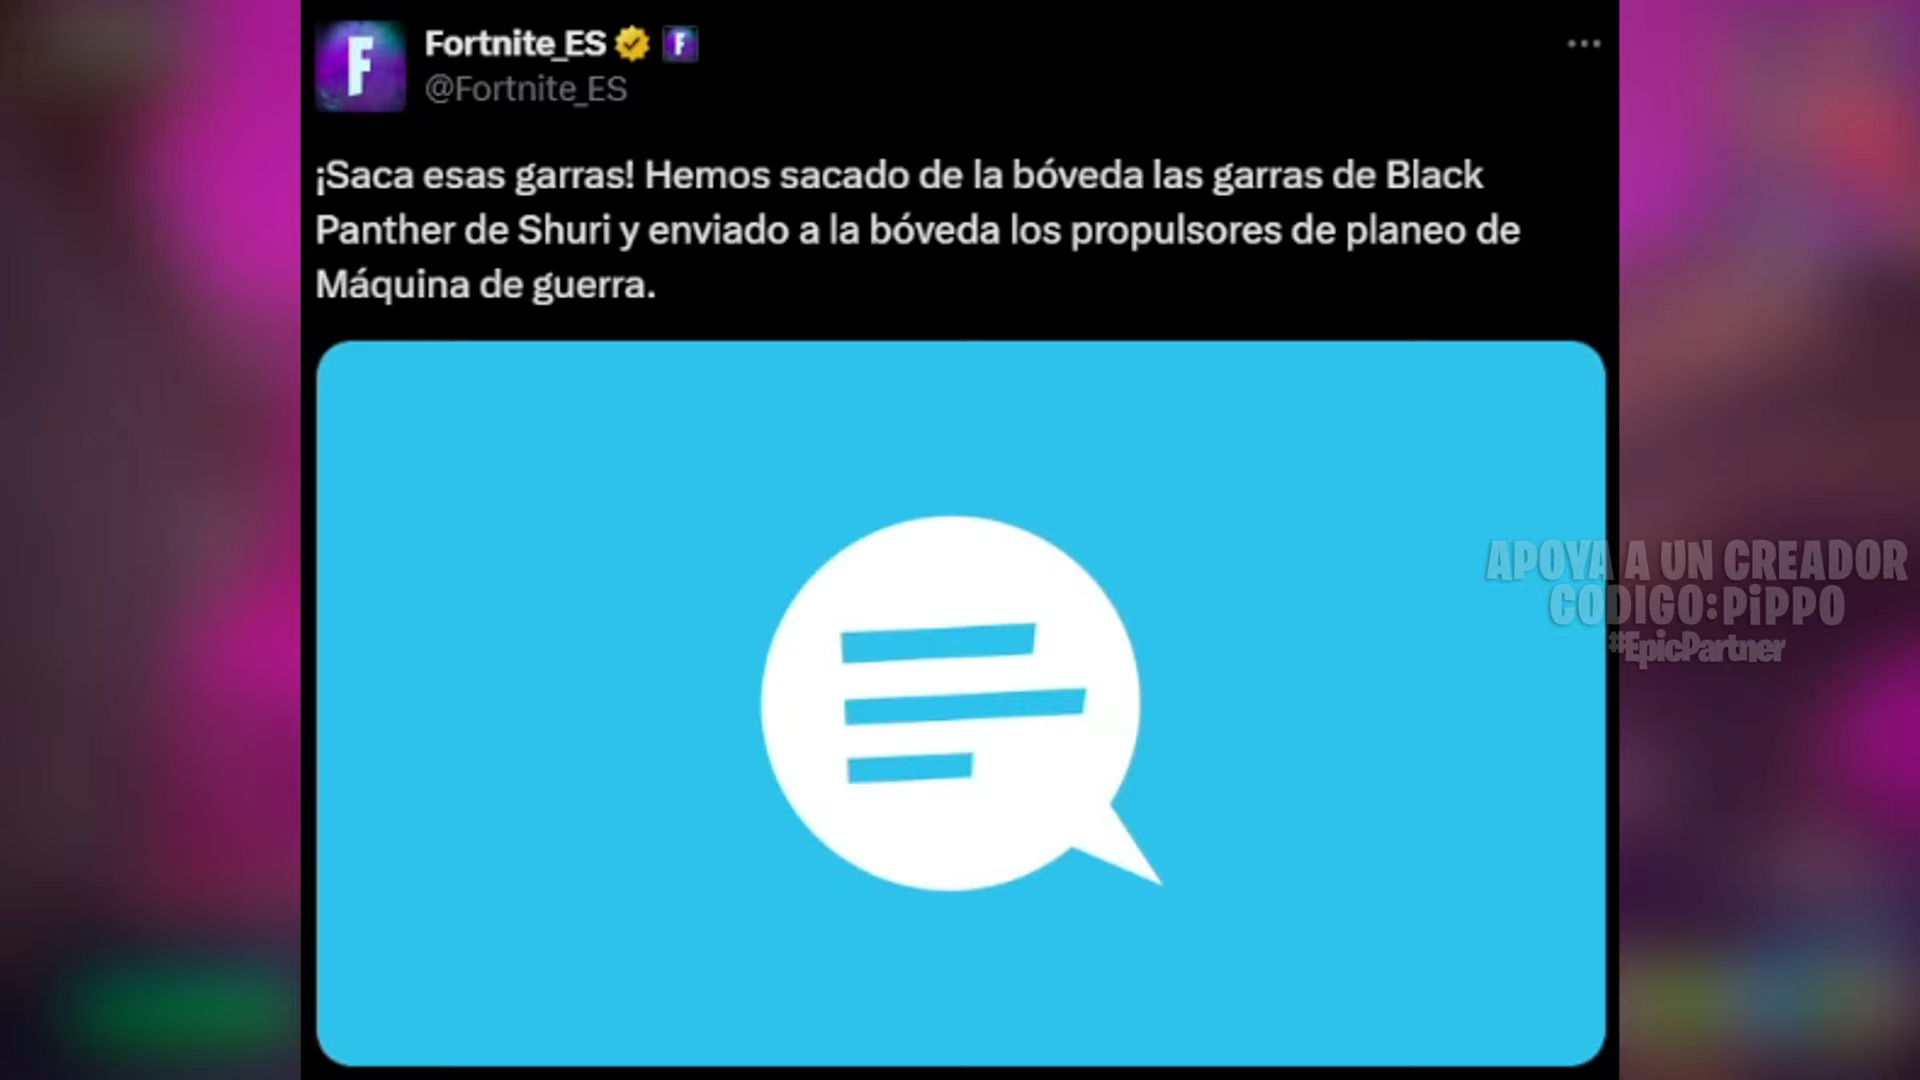 Fortnite_ES
@Fortnite_ES
¡Saca esas garras! Hemos sacado de la bóveda las garras de Black
Panther de Shuri y enviado a la bóveda los propulsores de planeo de
Máquina de guerra.
APOYA A UN CREADOR
CODIGO:PiPPO
#EpicPartner